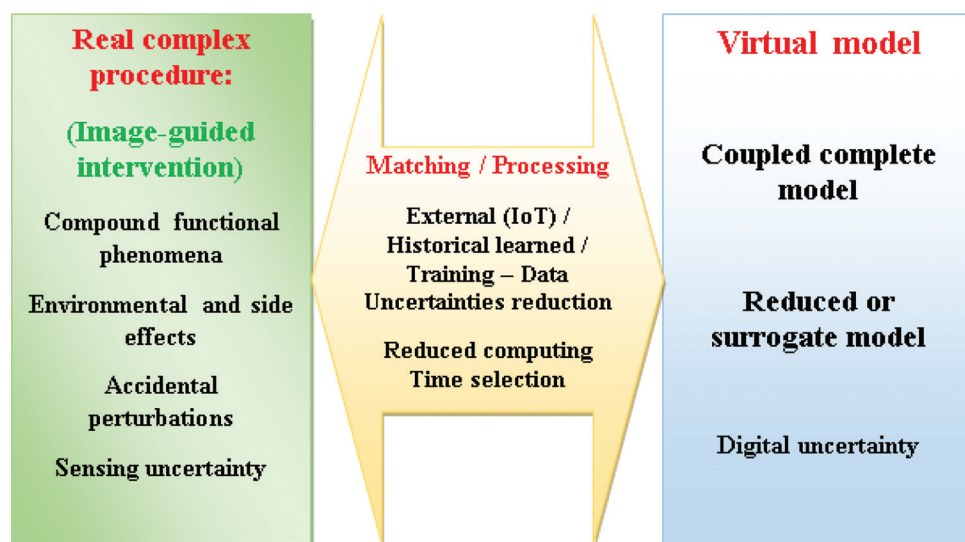 Real complex
procedure:
(Image-guided
intervention)
Compound functional
phenomena
Environmental and side
effects
Accidental
perturbations
Sensing uncertainty
Matching / Processing
External (IoT) /
Historical learned /
Training – Data
Uncertainties reduction
Reduced computing
Time selection
Virtual model
Coupled complete
model
Reduced or
surrogate model
Digital uncertainty